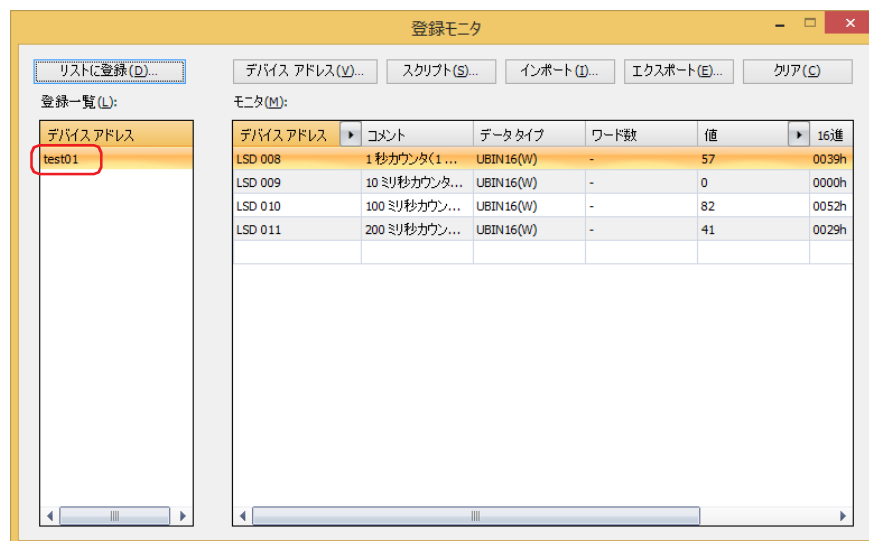 登録モニタ
リストに登録(D)... デバイス アドレス(V)... スクリプト(S)... インポート(I)... エクスポート(E)... クリア(C)
登録一覧(L): モニタ(M):
デバイス アドレス デバイス アドレス コメント データ タイプ ワード数 値 16進
test01 LSD 008 1 秒カウンタ(1 ... UBIN16(W) - 57 0039h
LSD 009 10 ミリ秒カウンタ... UBIN16(W) - 0 0000h
LSD 010 100 ミリ秒カウン... UBIN16(W) - 82 0052h
LSD 011 200 ミリ秒カウン... UBIN16(W) - 41 0029h